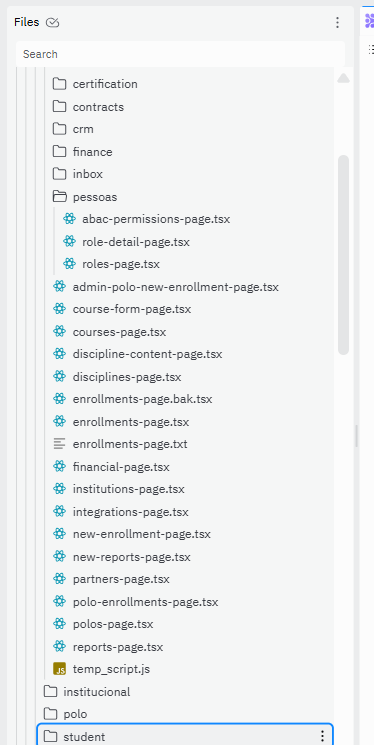 Files
Search
certification
contracts
crm
finance
inbox
pessoas
abac-permissions-page.tsx
role-detail-page.tsx
roles-page.tsx
admin-polo-new-enrollment-page.tsx
course-form-page.tsx
courses-page.tsx
discipline-content-page.tsx
disciplines-page.tsx
enrollments-page.bak.tsx
enrollments-page.tsx
enrollments-page.txt
financial-page.tsx
institutions-page.tsx
integrations-page.tsx
new-enrollment-page.tsx
new-reports-page.tsx
partners-page.tsx
polo-enrollments-page.tsx
polos-page.tsx
reports-page.tsx
JS temp_script.js
institucional
polo
student